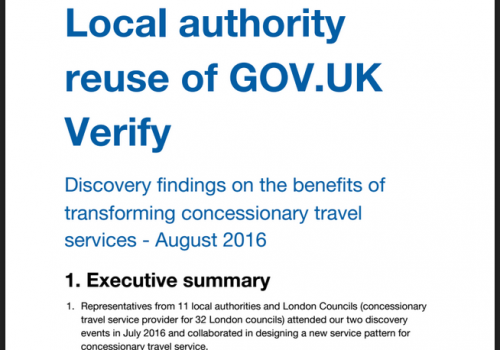 Local authority
reuse of GOV.UK
Verify
Discovery findings on the benefits of
transforming concessionary travel
services - August 2016
1. Executive summary
1. Representatives from 11 local authorities and London Councils (concessionary
travel service provider for 32 London councils) attended our two discovery
events in July 2016 and collaborated in designing a new service pattern for
concessionary travel service.